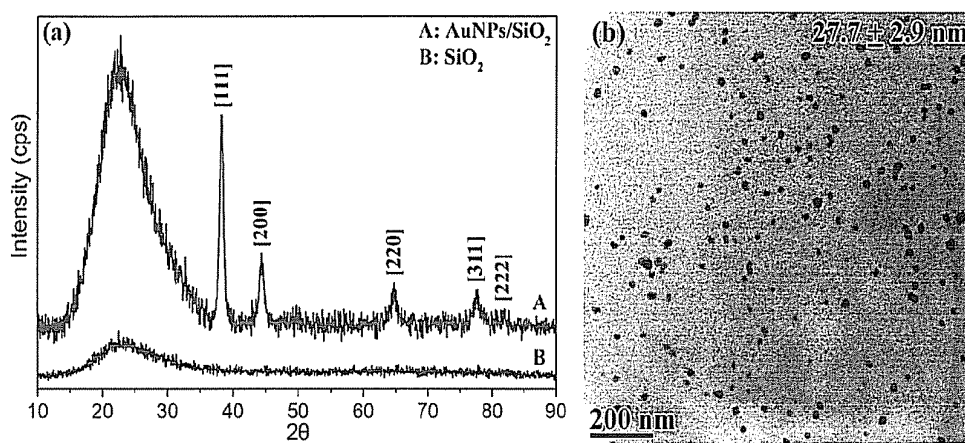 (a)
A: AuNPs/SiO₂
B: SiO₂
[111]
[200]
[220]
[311]
[222]
A
B
Intensity (cps)
10 20 30 40 50 60 70 80 90
2θ
(b)
27.7 ± 2.9 nm
200 nm